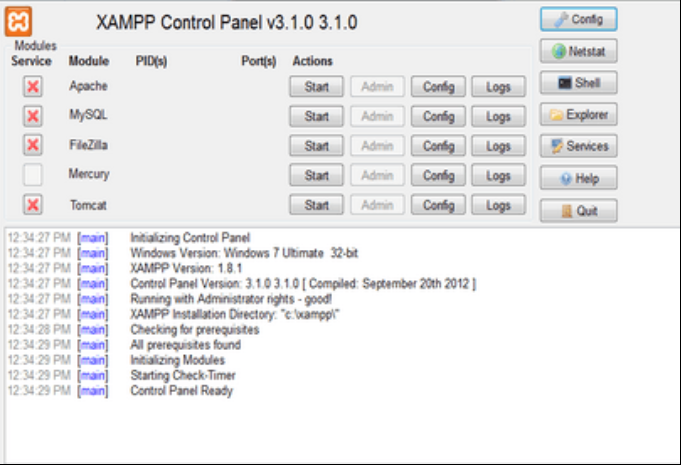 XAMPP Control Panel v3.1.0 3.1.0
Config
Modules
Service Module PID(s) Port(s) Actions
Netstat
Apache Start Admin Config Logs
Shell
MySQL Start Admin Config Logs
Explorer
FileZilla Start Admin Config Logs
Services
Mercury Start Admin Config Logs
Help
Tomcat Start Admin Config Logs
Quit
12:34:27 PM [main] Initializing Control Panel
12:34:27 PM [main] Windows Version: Windows 7 Ultimate 32-bit
12:34:27 PM [main] XAMPP Version: 1.8.1
12:34:27 PM [main] Control Panel Version: 3.1.0 3.1.0 [ Compiled: September 20th 2012 ]
12:34:27 PM [main] Running with Administrator rights - good!
12:34:27 PM [main] XAMPP Installation Directory: "c:\xampp\"
12:34:28 PM [main] Checking for prerequisites
12:34:29 PM [main] All prerequisites found
12:34:29 PM [main] Initializing Modules
12:34:29 PM [main] Starting Check-Timer
12:34:29 PM [main] Control Panel Ready